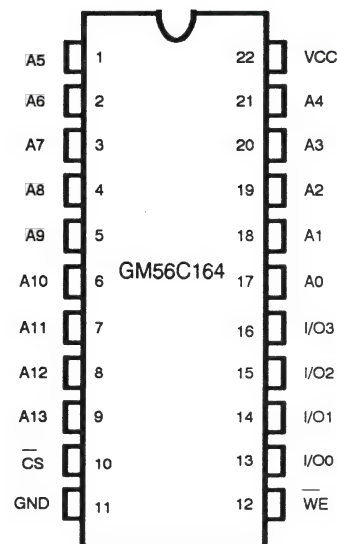 A5 1 22 VCC
A6 2 21 A4
A7 3 20 A3
A8 4 19 A2
A9 5 18 A1
GM56C164
A10 6 17 A0
A11 7 16 I/O3
A12 8 15 I/O2
A13 9 14 I/O1
C̅S̅ 10 13 I/O0
GND 11 12 W̅E̅